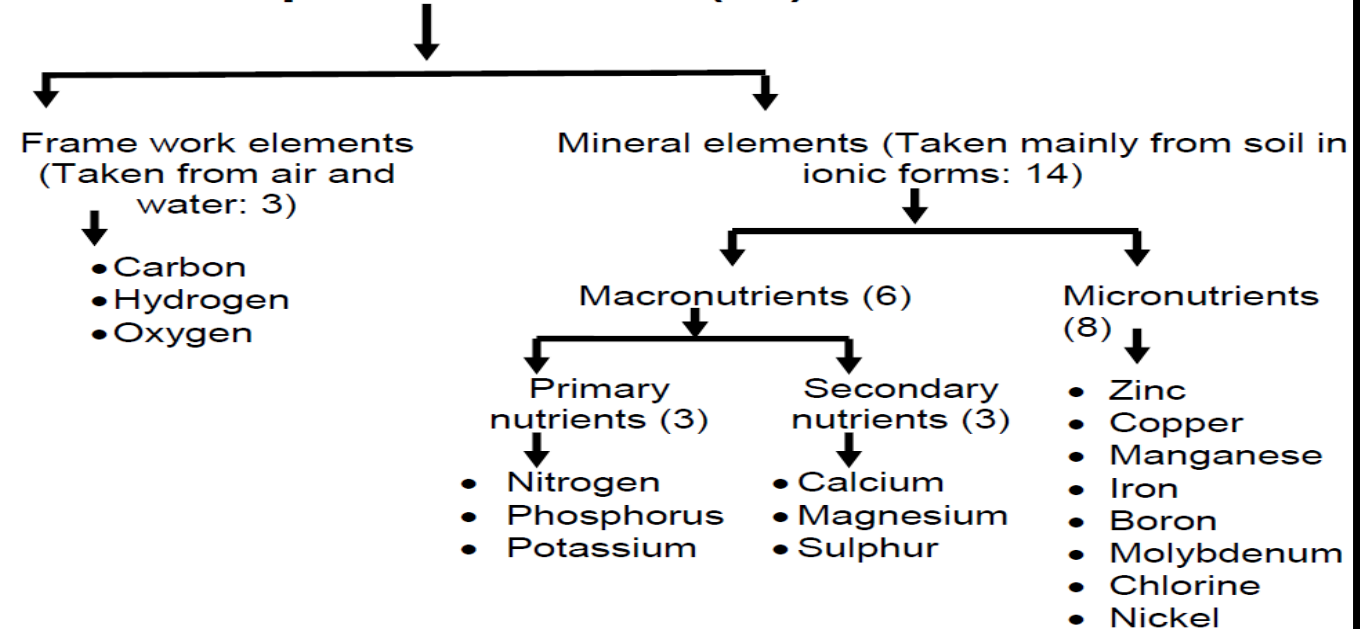 Frame work elements
(Taken from air and
water: 3)
• Carbon
• Hydrogen
• Oxygen
Mineral elements (Taken mainly from soil in
ionic forms: 14)
Macronutrients (6)
Primary
nutrients (3)
• Nitrogen
• Phosphorus
• Potassium
Secondary
nutrients (3)
• Calcium
• Magnesium
• Sulphur
Micronutrients
(8)
• Zinc
• Copper
• Manganese
• Iron
• Boron
• Molybdenum
• Chlorine
• Nickel